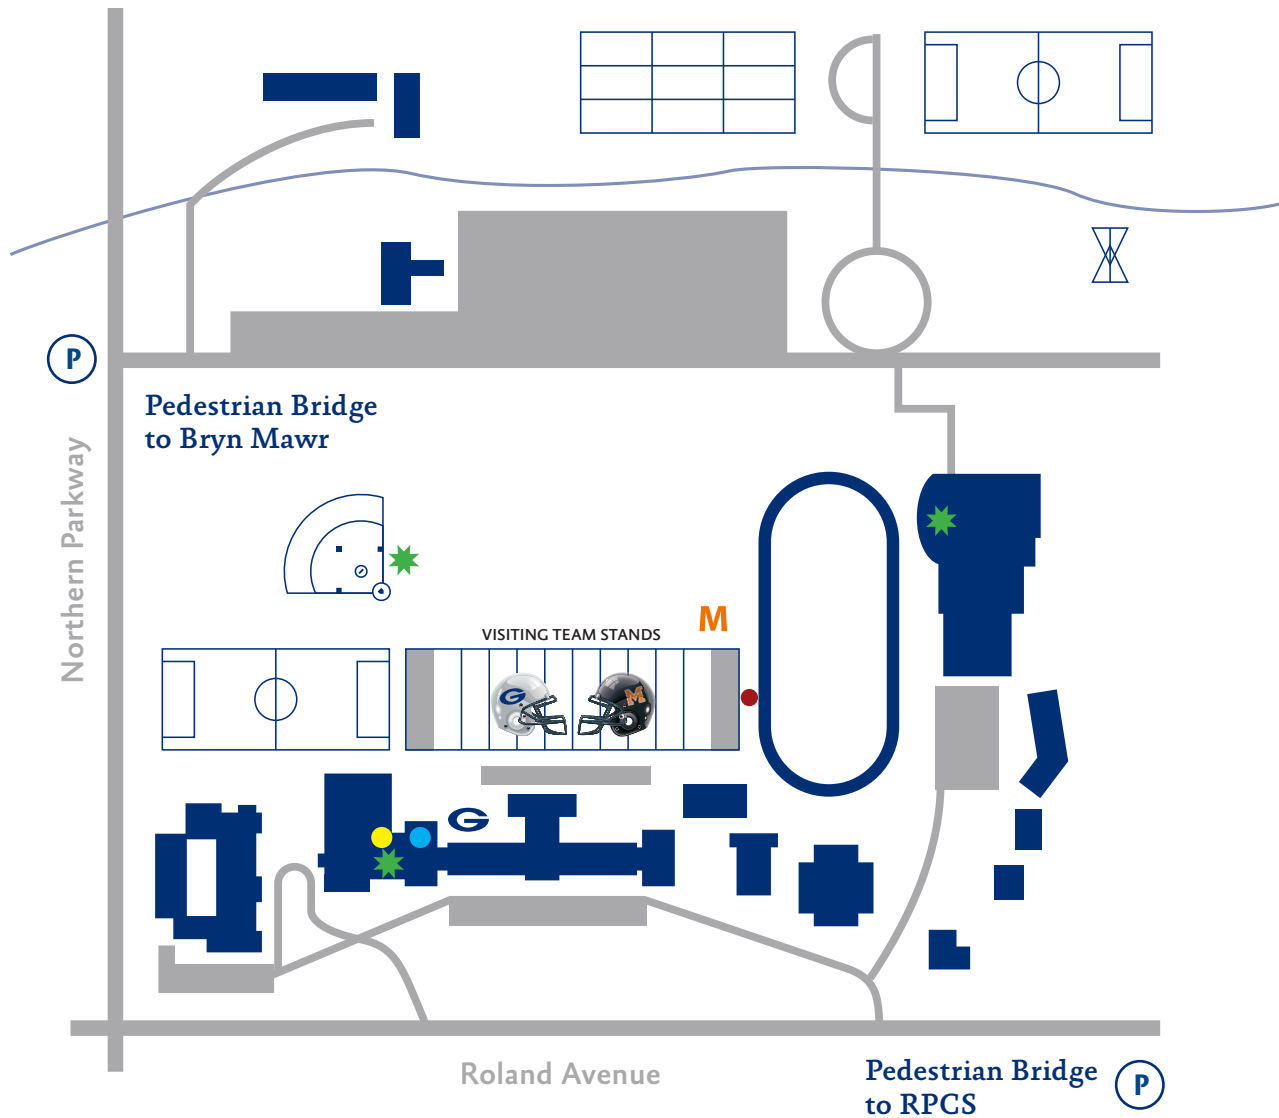 P
Pedestrian Bridge
to Bryn Mawr
Northern Parkway
M
VISITING TEAM STANDS
G
M
G
Roland Avenue
Pedestrian Bridge
to RPCS
P